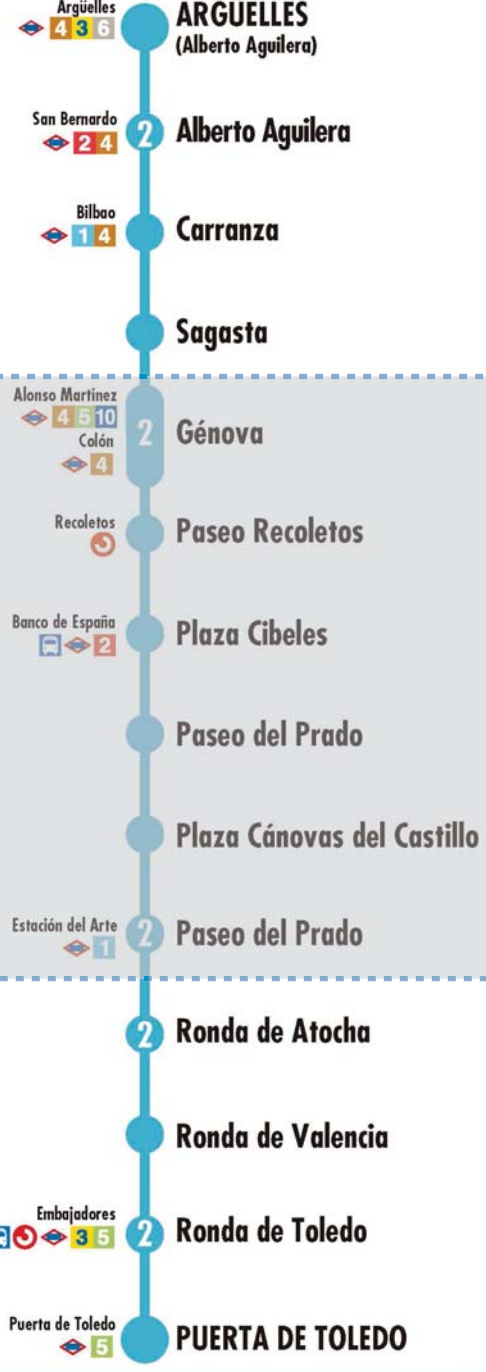 Argüelles
4 3 6
ARGÜELLES
(Alberto Aguilera)
San Bernardo
2 4
2
Alberto Aguilera
Bilbao
1 4
Carranza
Sagasta
Alonso Martínez
4 5 10
Colón
4
2
Génova
Recoletos
Paseo Recoletos
Banco de España
2
Plaza Cibeles
Paseo del Prado
Plaza Cánovas del Castillo
Estación del Arte
1
2
Paseo del Prado
2
Ronda de Atocha
Ronda de Valencia
Embajadores
3 5
2
Ronda de Toledo
Puerta de Toledo
5
PUERTA DE TOLEDO